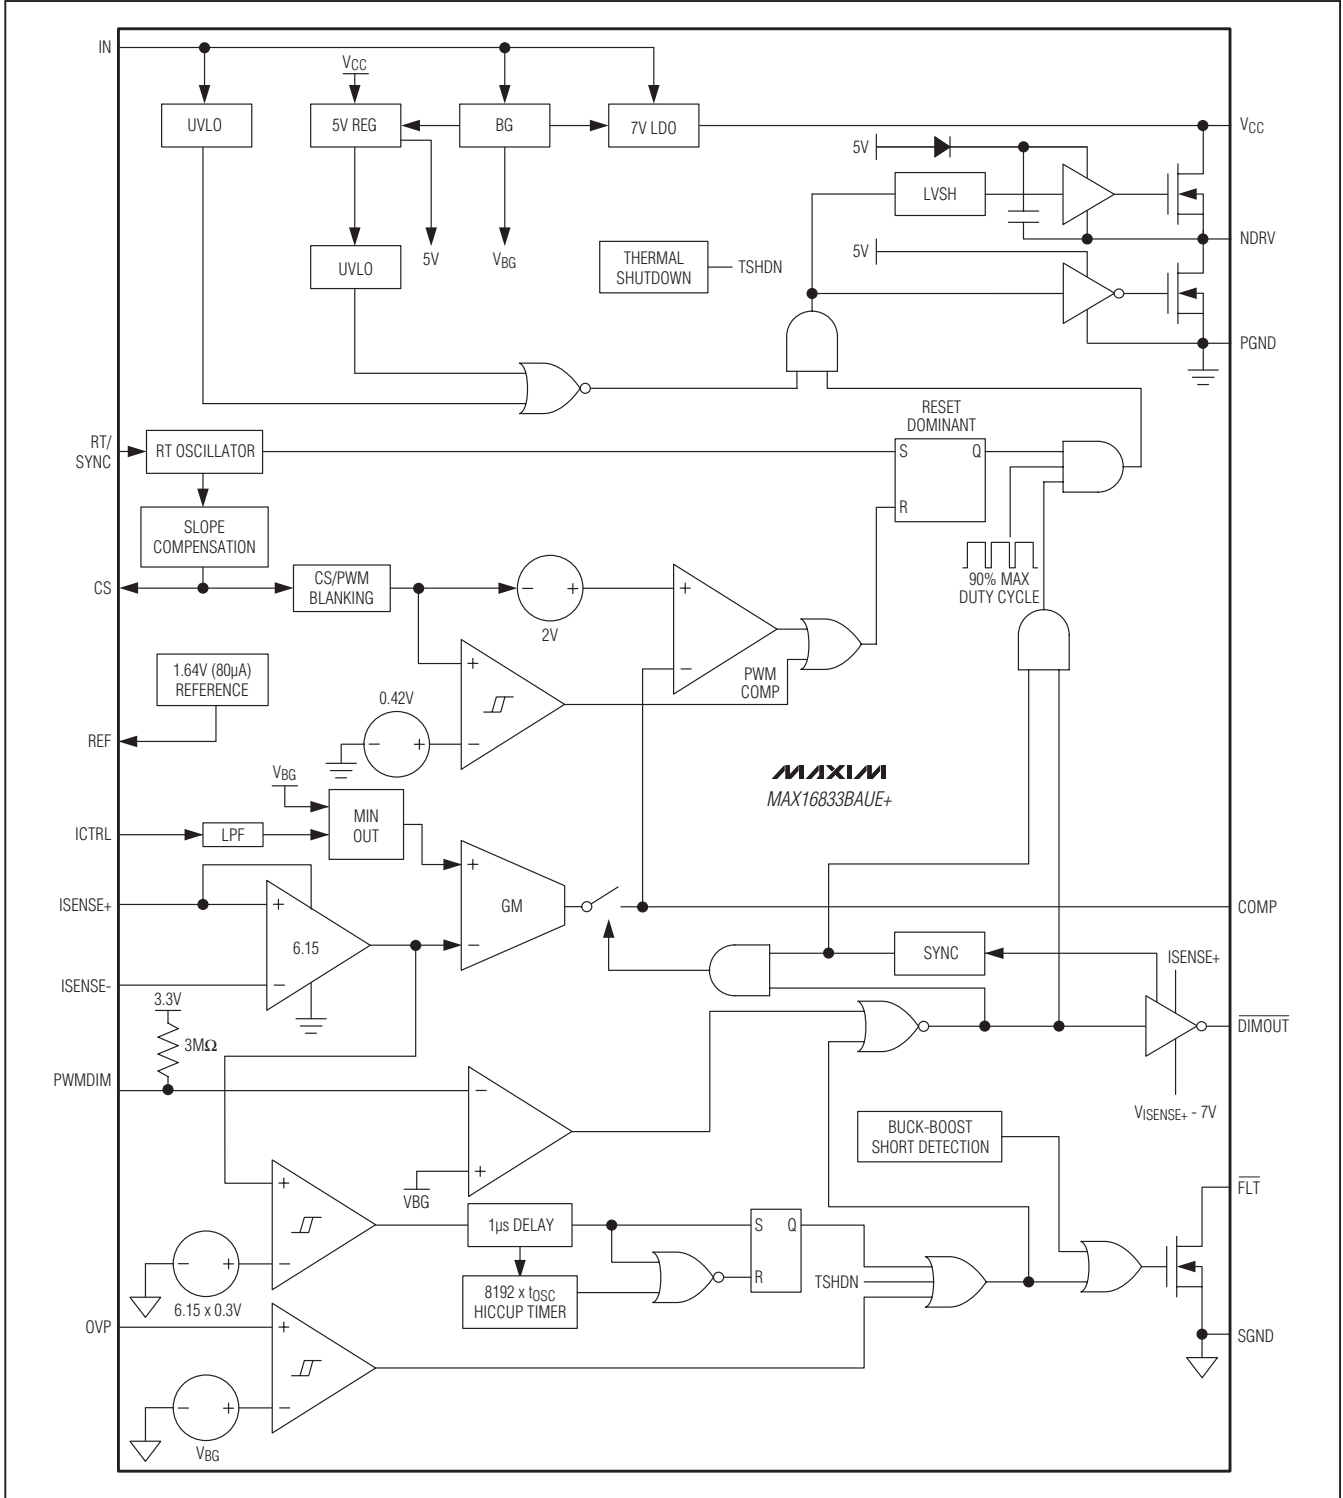 IN
VCC
UVLO
5V REG
BG
7V LDO
VCC
5V
LVSH
NDRV
5V
UVLO
5V
VBG
THERMAL
SHUTDOWN
TSHDN
PGND
RT/
SYNC
RT OSCILLATOR
RESET
DOMINANT
S
Q
R
SLOPE
COMPENSATION
CS
CS/PWM
BLANKING
−
+
2V
+
−
90% MAX
DUTY CYCLE
PWM
COMP
1.64V (80µA)
REFERENCE
REF
0.42V
−
+
+
−
MAXIM
MAX16833BAUE+
VBG
MIN
OUT
ICTRL
LPF
+
−
GM
ISENSE+
+
6.15
−
ISENSE-
COMP
SYNC
ISENSE+
DIMOUT
VISENSE+ - 7V
3.3V
3MΩ
PWMDIM
−
+
VBG
BUCK-BOOST
SHORT DETECTION
FLT
+
−
−
+
6.15 x 0.3V
1µs DELAY
8192 x tOSC
HICCUP TIMER
S
Q
R
TSHDN
OVP
+
−
−
+
VBG
SGND